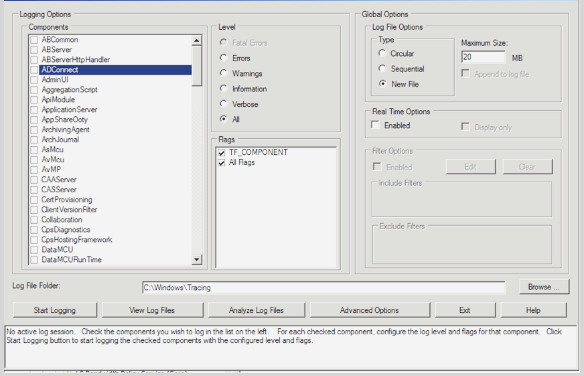 Logging Options
Components
ABCommon
ABServer
ABServerHttpHandler
ADConnect
AdminUI
AggregationScript
ApiModule
ApplicationServer
AppShareOoty
ArchivingAgent
ArchJournal
AsMcu
AvMcu
AvMP
CAAServer
CASServer
CertProvisioning
ClientVersionFilter
Collaboration
CpsDiagnostics
CpsHostingFramework
DataMCU
DataMCURunTime
Level
Fatal Errors
Errors
Warnings
Information
Verbose
All
Flags
TF_COMPONENT
All Flags
Global Options
Log File Options
Type
Circular
Sequential
New File
Maximum Size:
20 MB
Append to log file
Real Time Options
Enabled
Display only
Filter Options
Enabled
Edit
Clear
Include Filters
Exclude Filters
Log File Folder:
C:\Windows\Tracing
Browse ...
Start Logging
View Log Files
Analyze Log Files
Advanced Options
Exit
Help
No active log session. Check the components you wish to log in the list on the left. For each checked component, configure the log level and flags for that component. Click
Start Logging button to start logging the checked components with the configured level and flags.